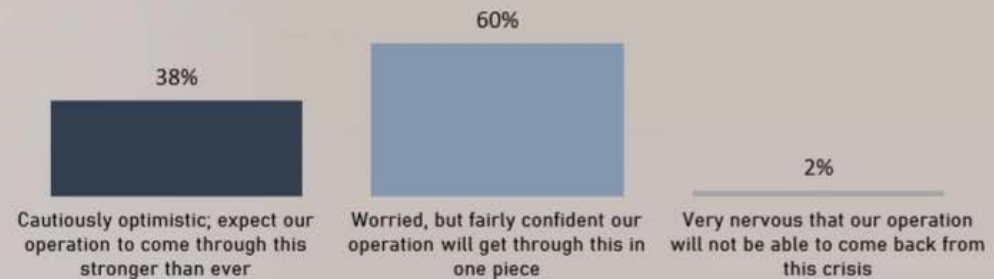 60%
38%
2%
Cautiously optimistic; expect our
operation to come through this
stronger than ever
Worried, but fairly confident our
operation will get through this in
one piece
Very nervous that our operation
will not be able to come back from
this crisis